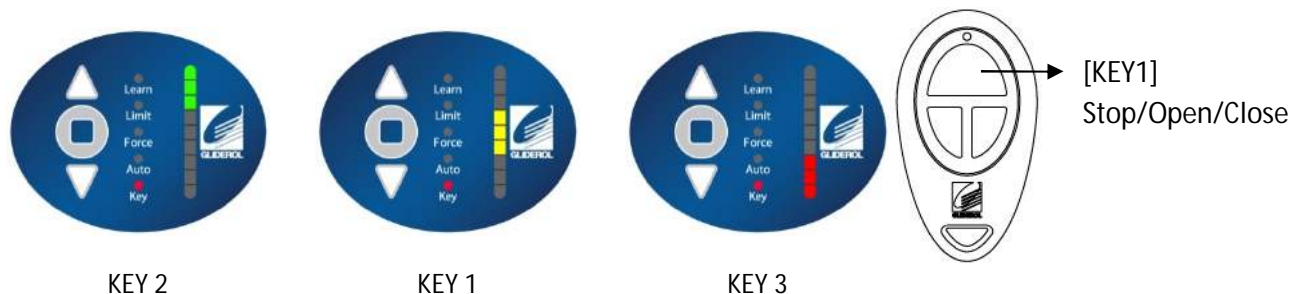 Learn
Limit
Force
Auto
Key
GLIDEROL
KEY 2
Learn
Limit
Force
Auto
Key
GLIDEROL
KEY 1
Learn
Limit
Force
Auto
Key
GLIDEROL
KEY 3
[KEY1]
Stop/Open/Close
GLIDEROL